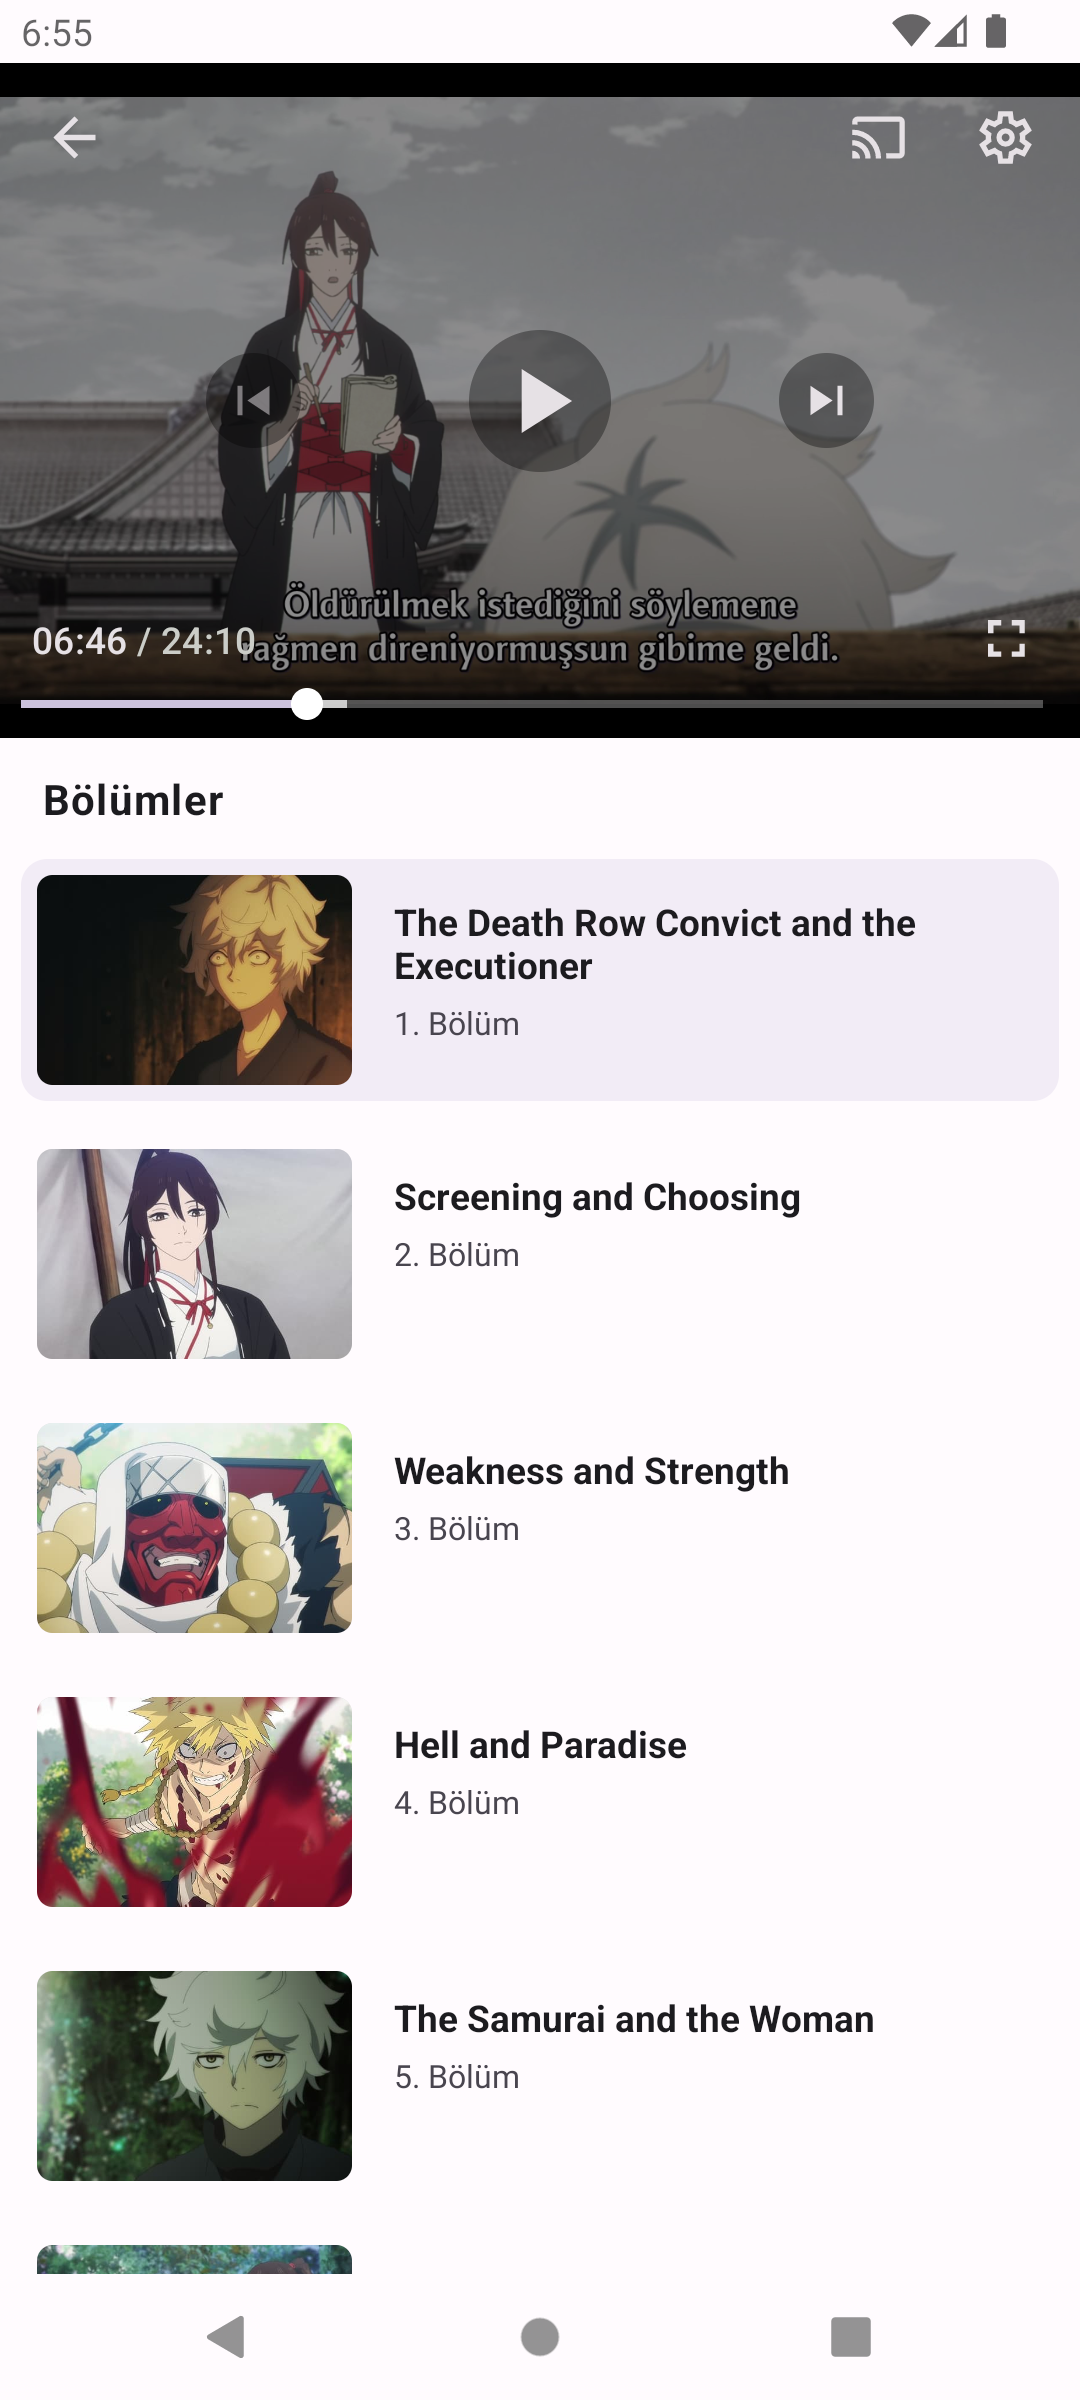 6:55
Öldürülmek istediğini söylemene
rağmen direniyormuşsun gibime geldi.
06:46 / 24:10
Bölümler
The Death Row Convict and the
Executioner
1. Bölüm
Screening and Choosing
2. Bölüm
Weakness and Strength
3. Bölüm
Hell and Paradise
4. Bölüm
The Samurai and the Woman
5. Bölüm